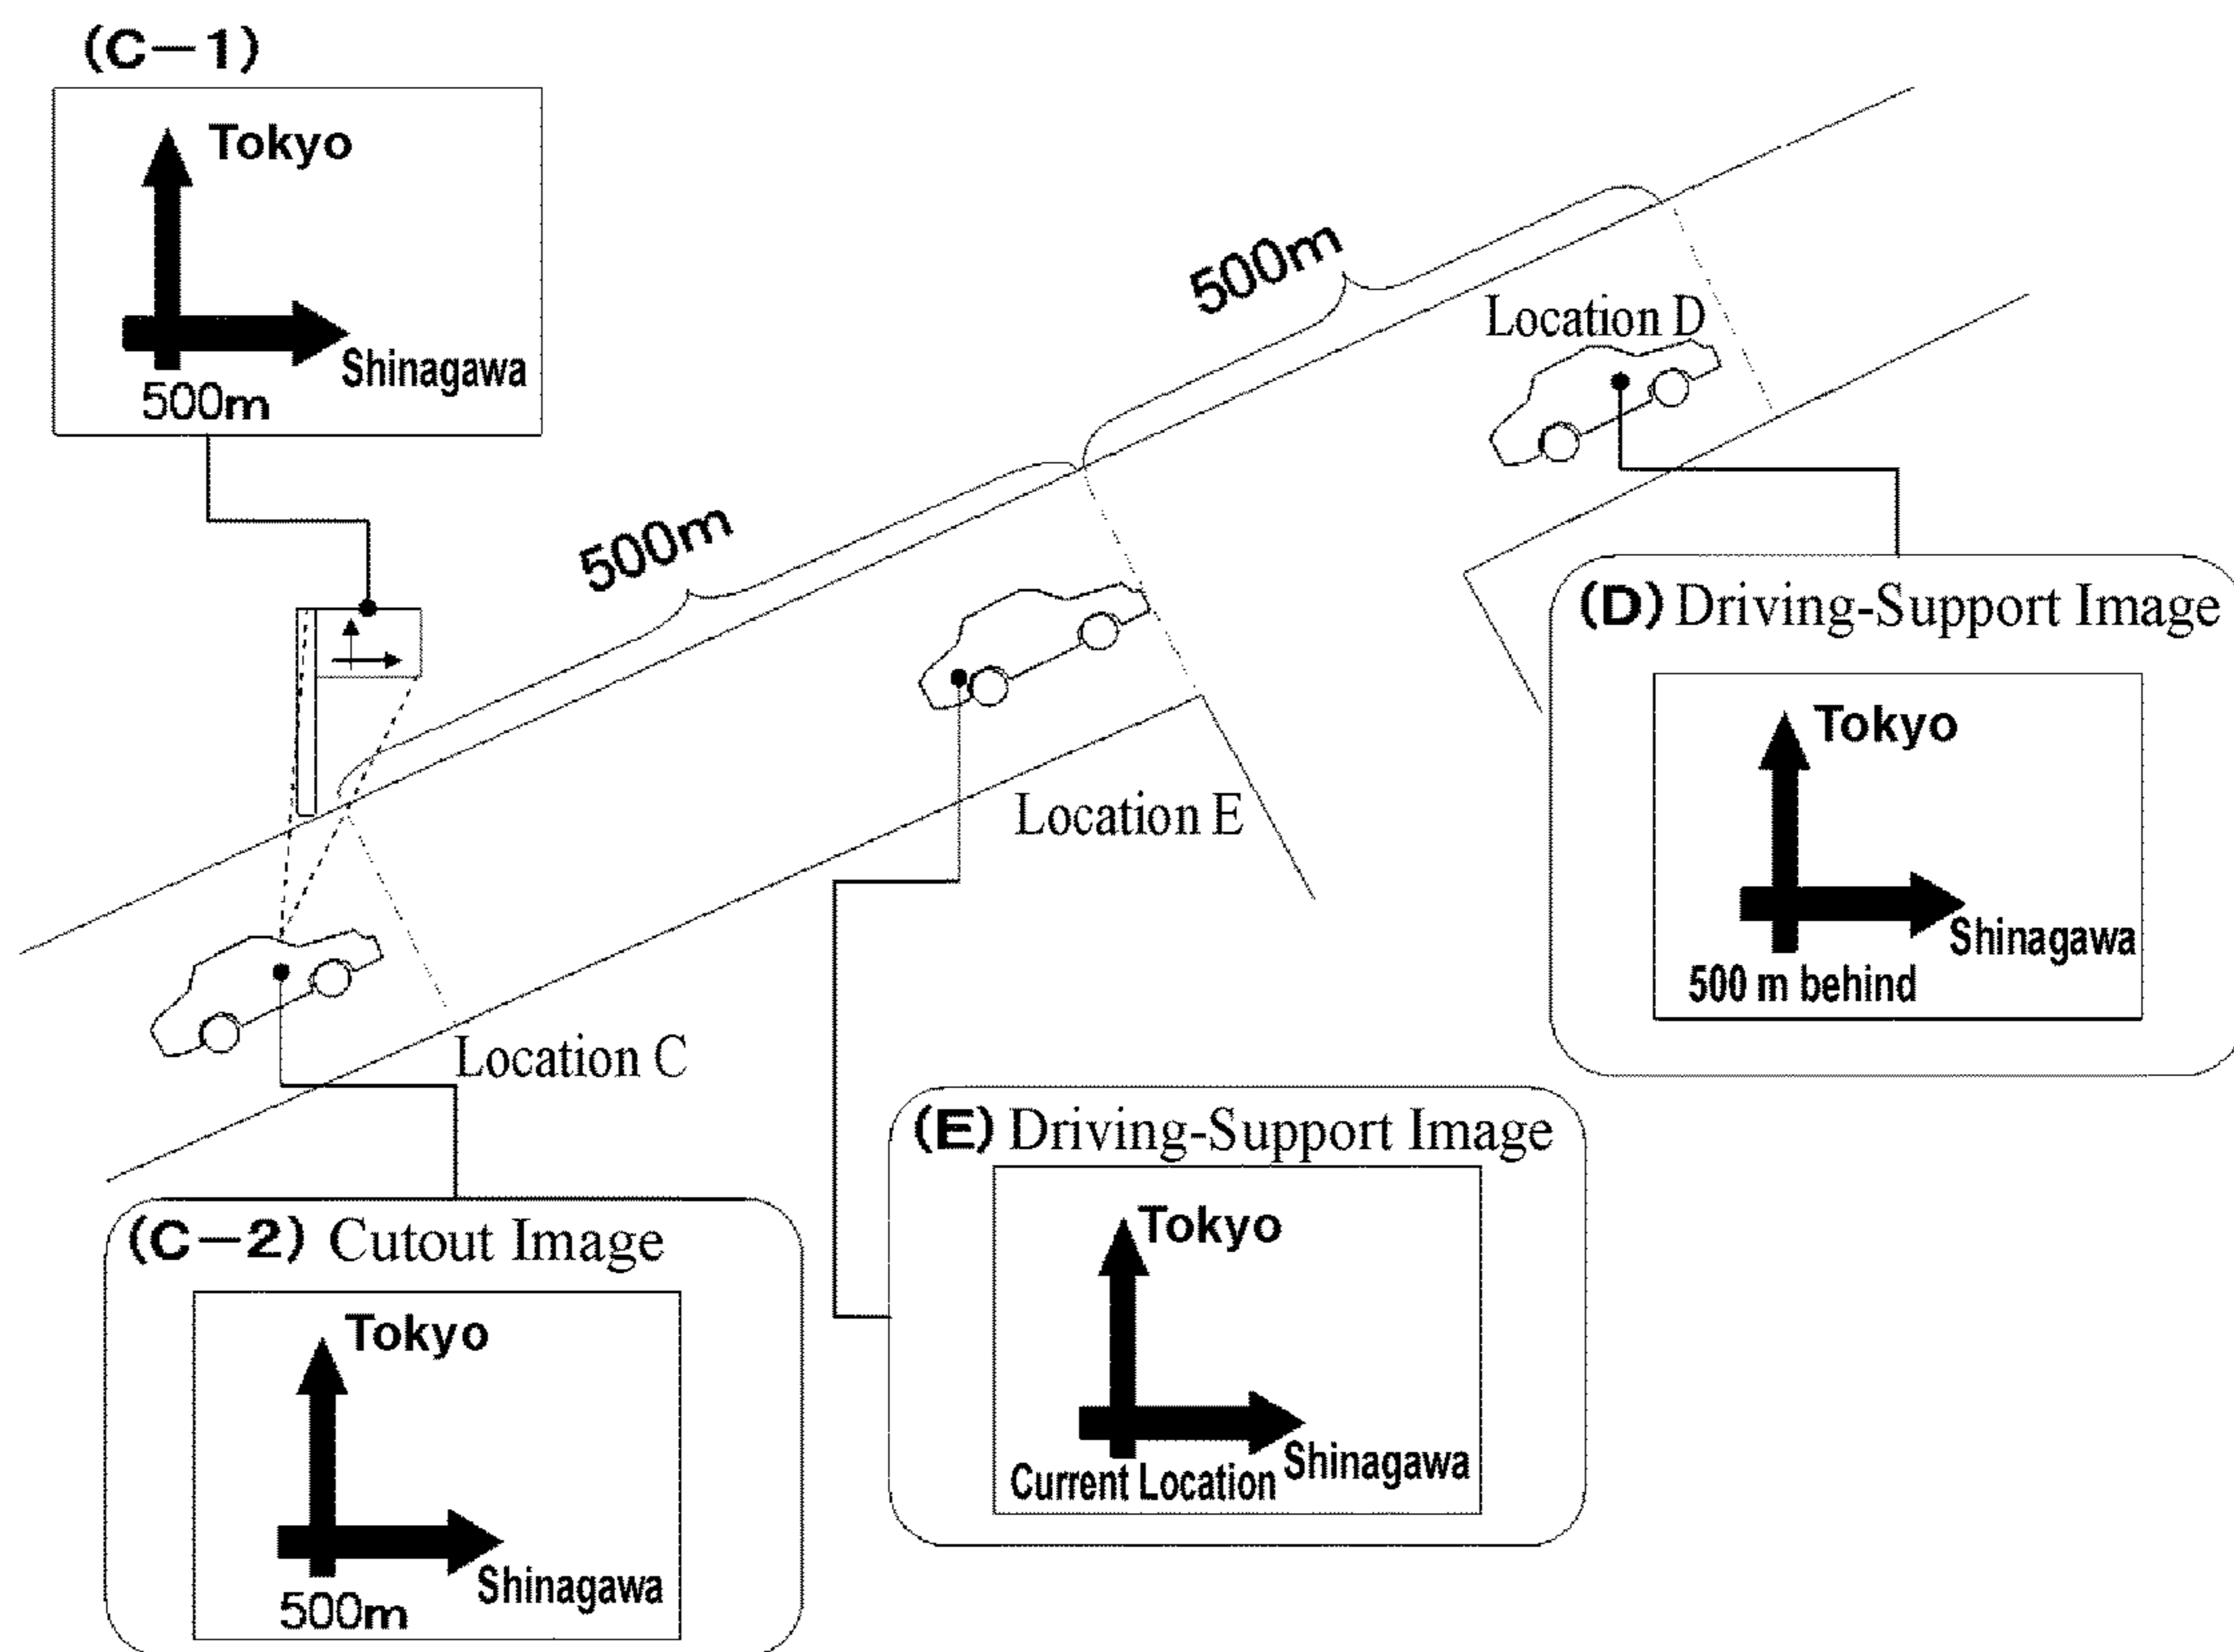 (C-1)
Tokyo
Shinagawa
500m
500m
500m
Location D
(D) Driving-Support Image
Tokyo
Shinagawa
500 m behind
Location E
Location C
(E) Driving-Support Image
Tokyo
Shinagawa
Current Location
(C-2) Cutout Image
Tokyo
Shinagawa
500m